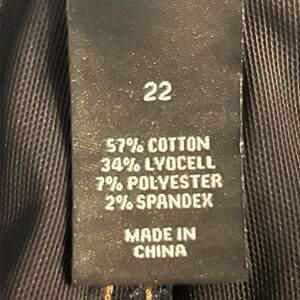 22
57% COTTON
34% LYOCELL
7% POLYESTER
2% SPANDEX
MADE IN
CHINA